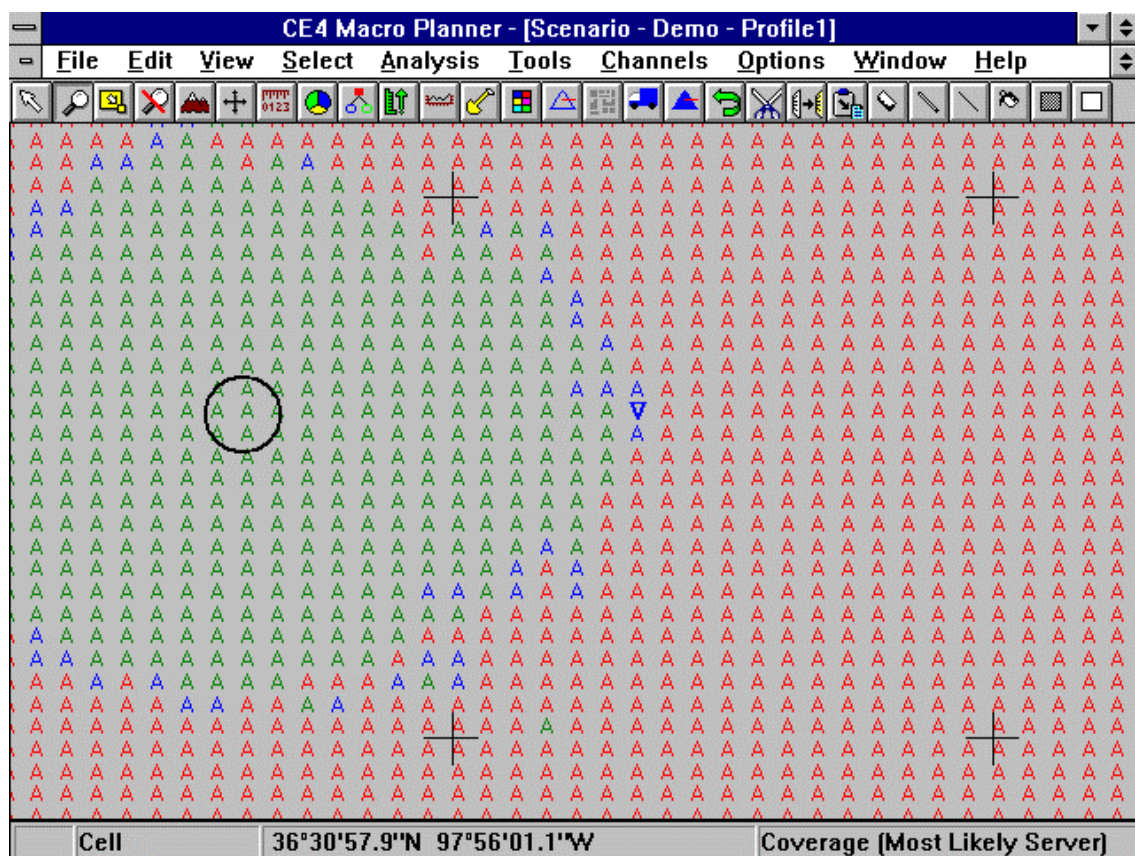 CE4 Macro Planner - [Scenario - Demo - Profile1]
File Edit View Select Analysis Tools Channels Options Window Help
0123
Cell 36°30'57.9"N 97°56'01.1"W Coverage (Most Likely Server)